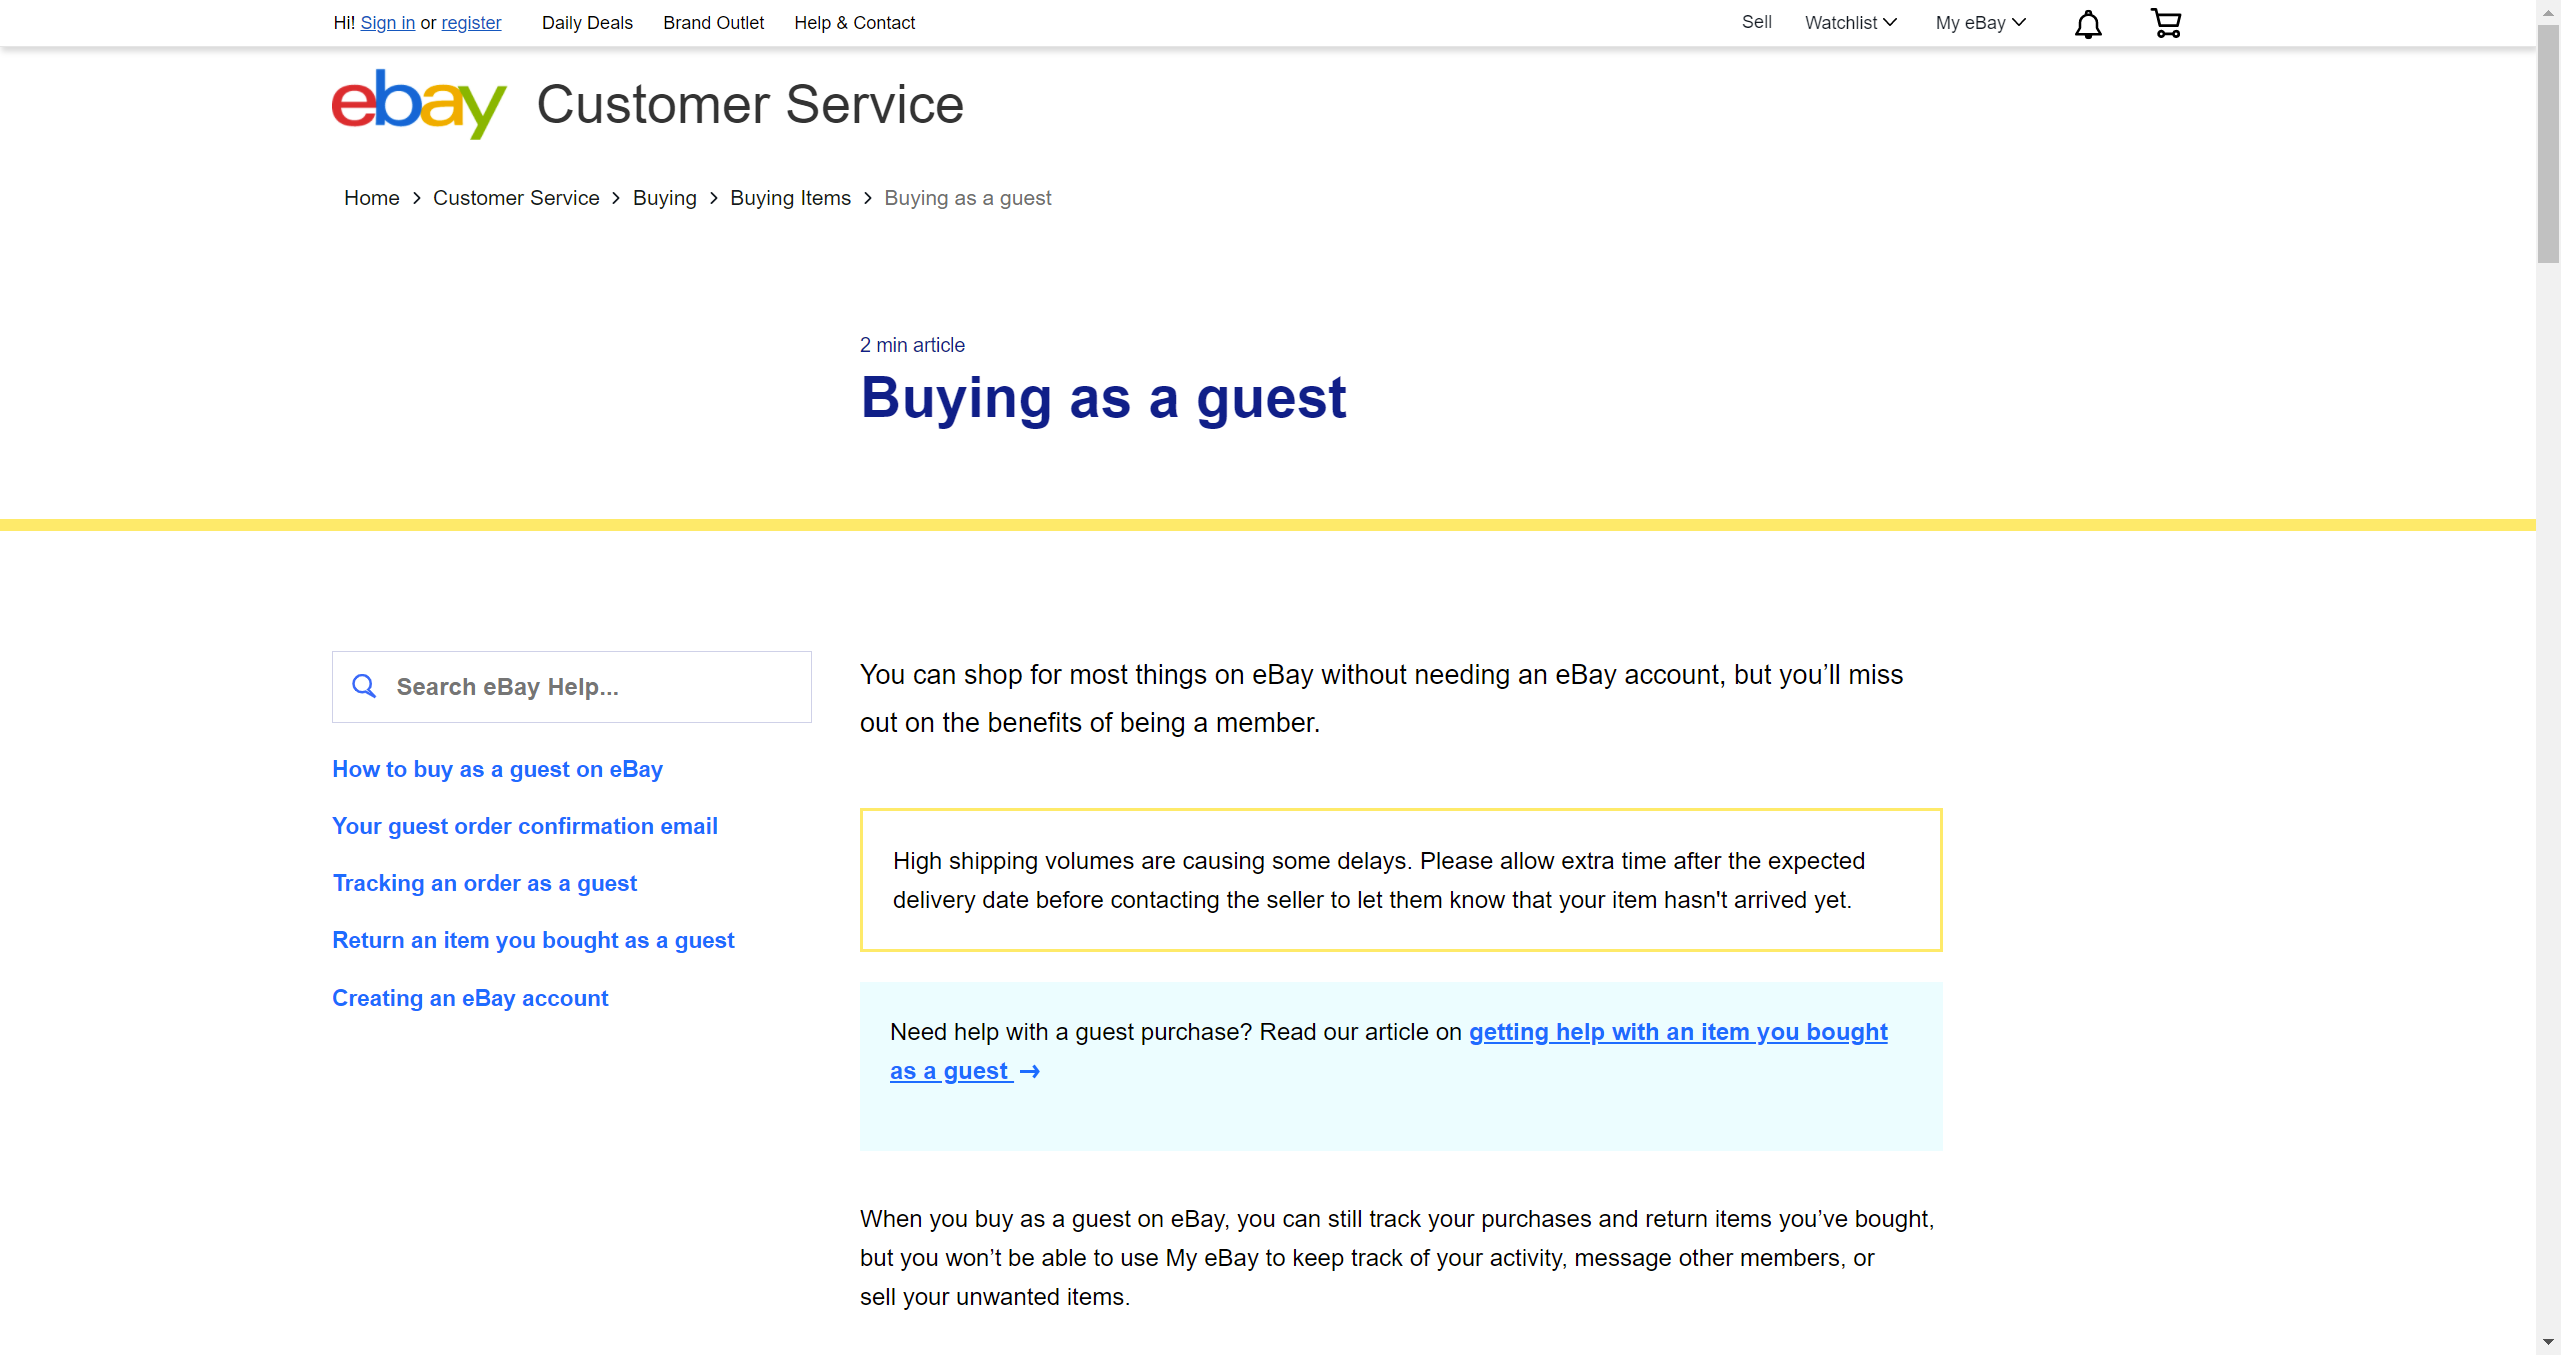 Hi! Sign in or register Daily Deals Brand Outlet Help & Contact Sell Watchlist My eBay
ebay Customer Service
Home > Customer Service > Buying > Buying Items > Buying as a guest
2 min article
Buying as a guest
Search eBay Help...
How to buy as a guest on eBay
Your guest order confirmation email
Tracking an order as a guest
Return an item you bought as a guest
Creating an eBay account
You can shop for most things on eBay without needing an eBay account, but you’ll miss
out on the benefits of being a member.
High shipping volumes are causing some delays. Please allow extra time after the expected
delivery date before contacting the seller to let them know that your item hasn't arrived yet.
Need help with a guest purchase? Read our article on getting help with an item you bought
as a guest →
When you buy as a guest on eBay, you can still track your purchases and return items you’ve bought,
but you won’t be able to use My eBay to keep track of your activity, message other members, or
sell your unwanted items.